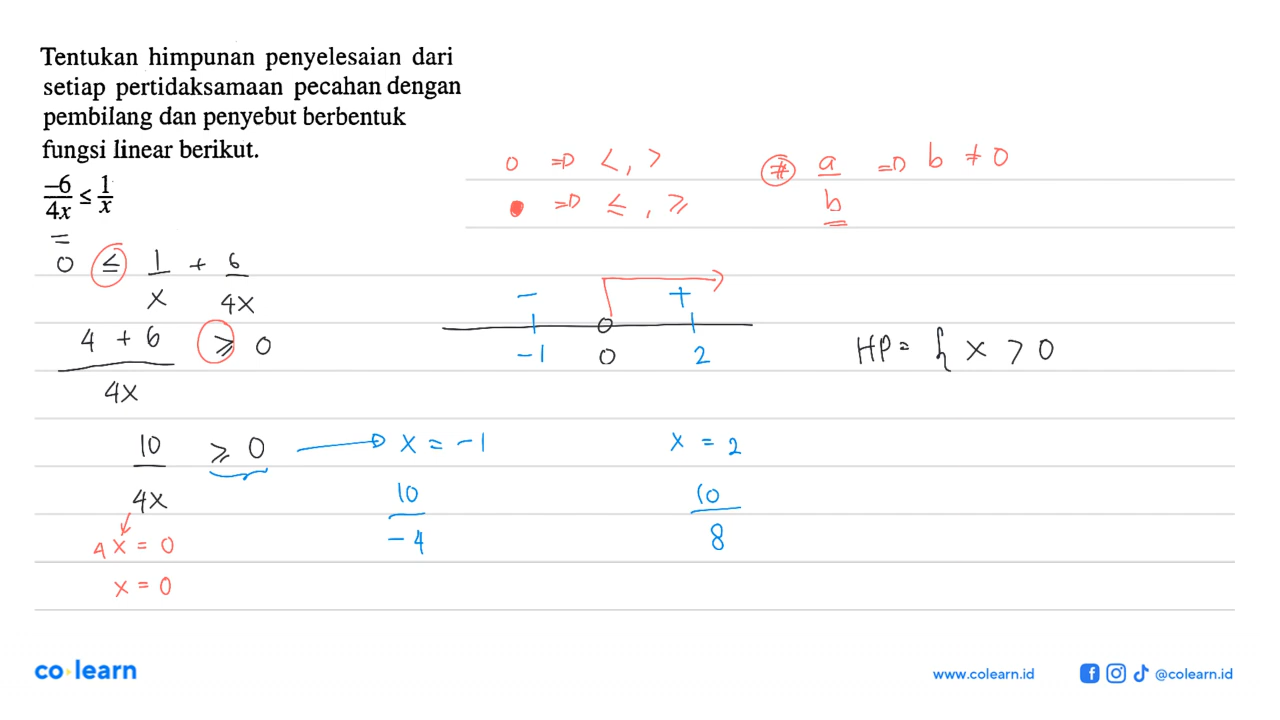 Tentukan himpunan penyelesaian dari
setiap pertidaksamaan pecahan dengan
pembilang dan penyebut berbentuk
fungsi linear berikut.
-6/4x ≤ 1/x
0 ≤ 1/x + 6/4x
(4 + 6)/4x ≥ 0
10/4x ≥ 0
4x = 0
x = 0
o ⇒ <, >
• ⇒ ≤, ≥
* a/b ⇒ b ≠ 0
- +
-1 0 2
x = -1
10/-4
x = 2
10/8
HP = { x > 0
co learn
www.colearn.id
@colearn.id